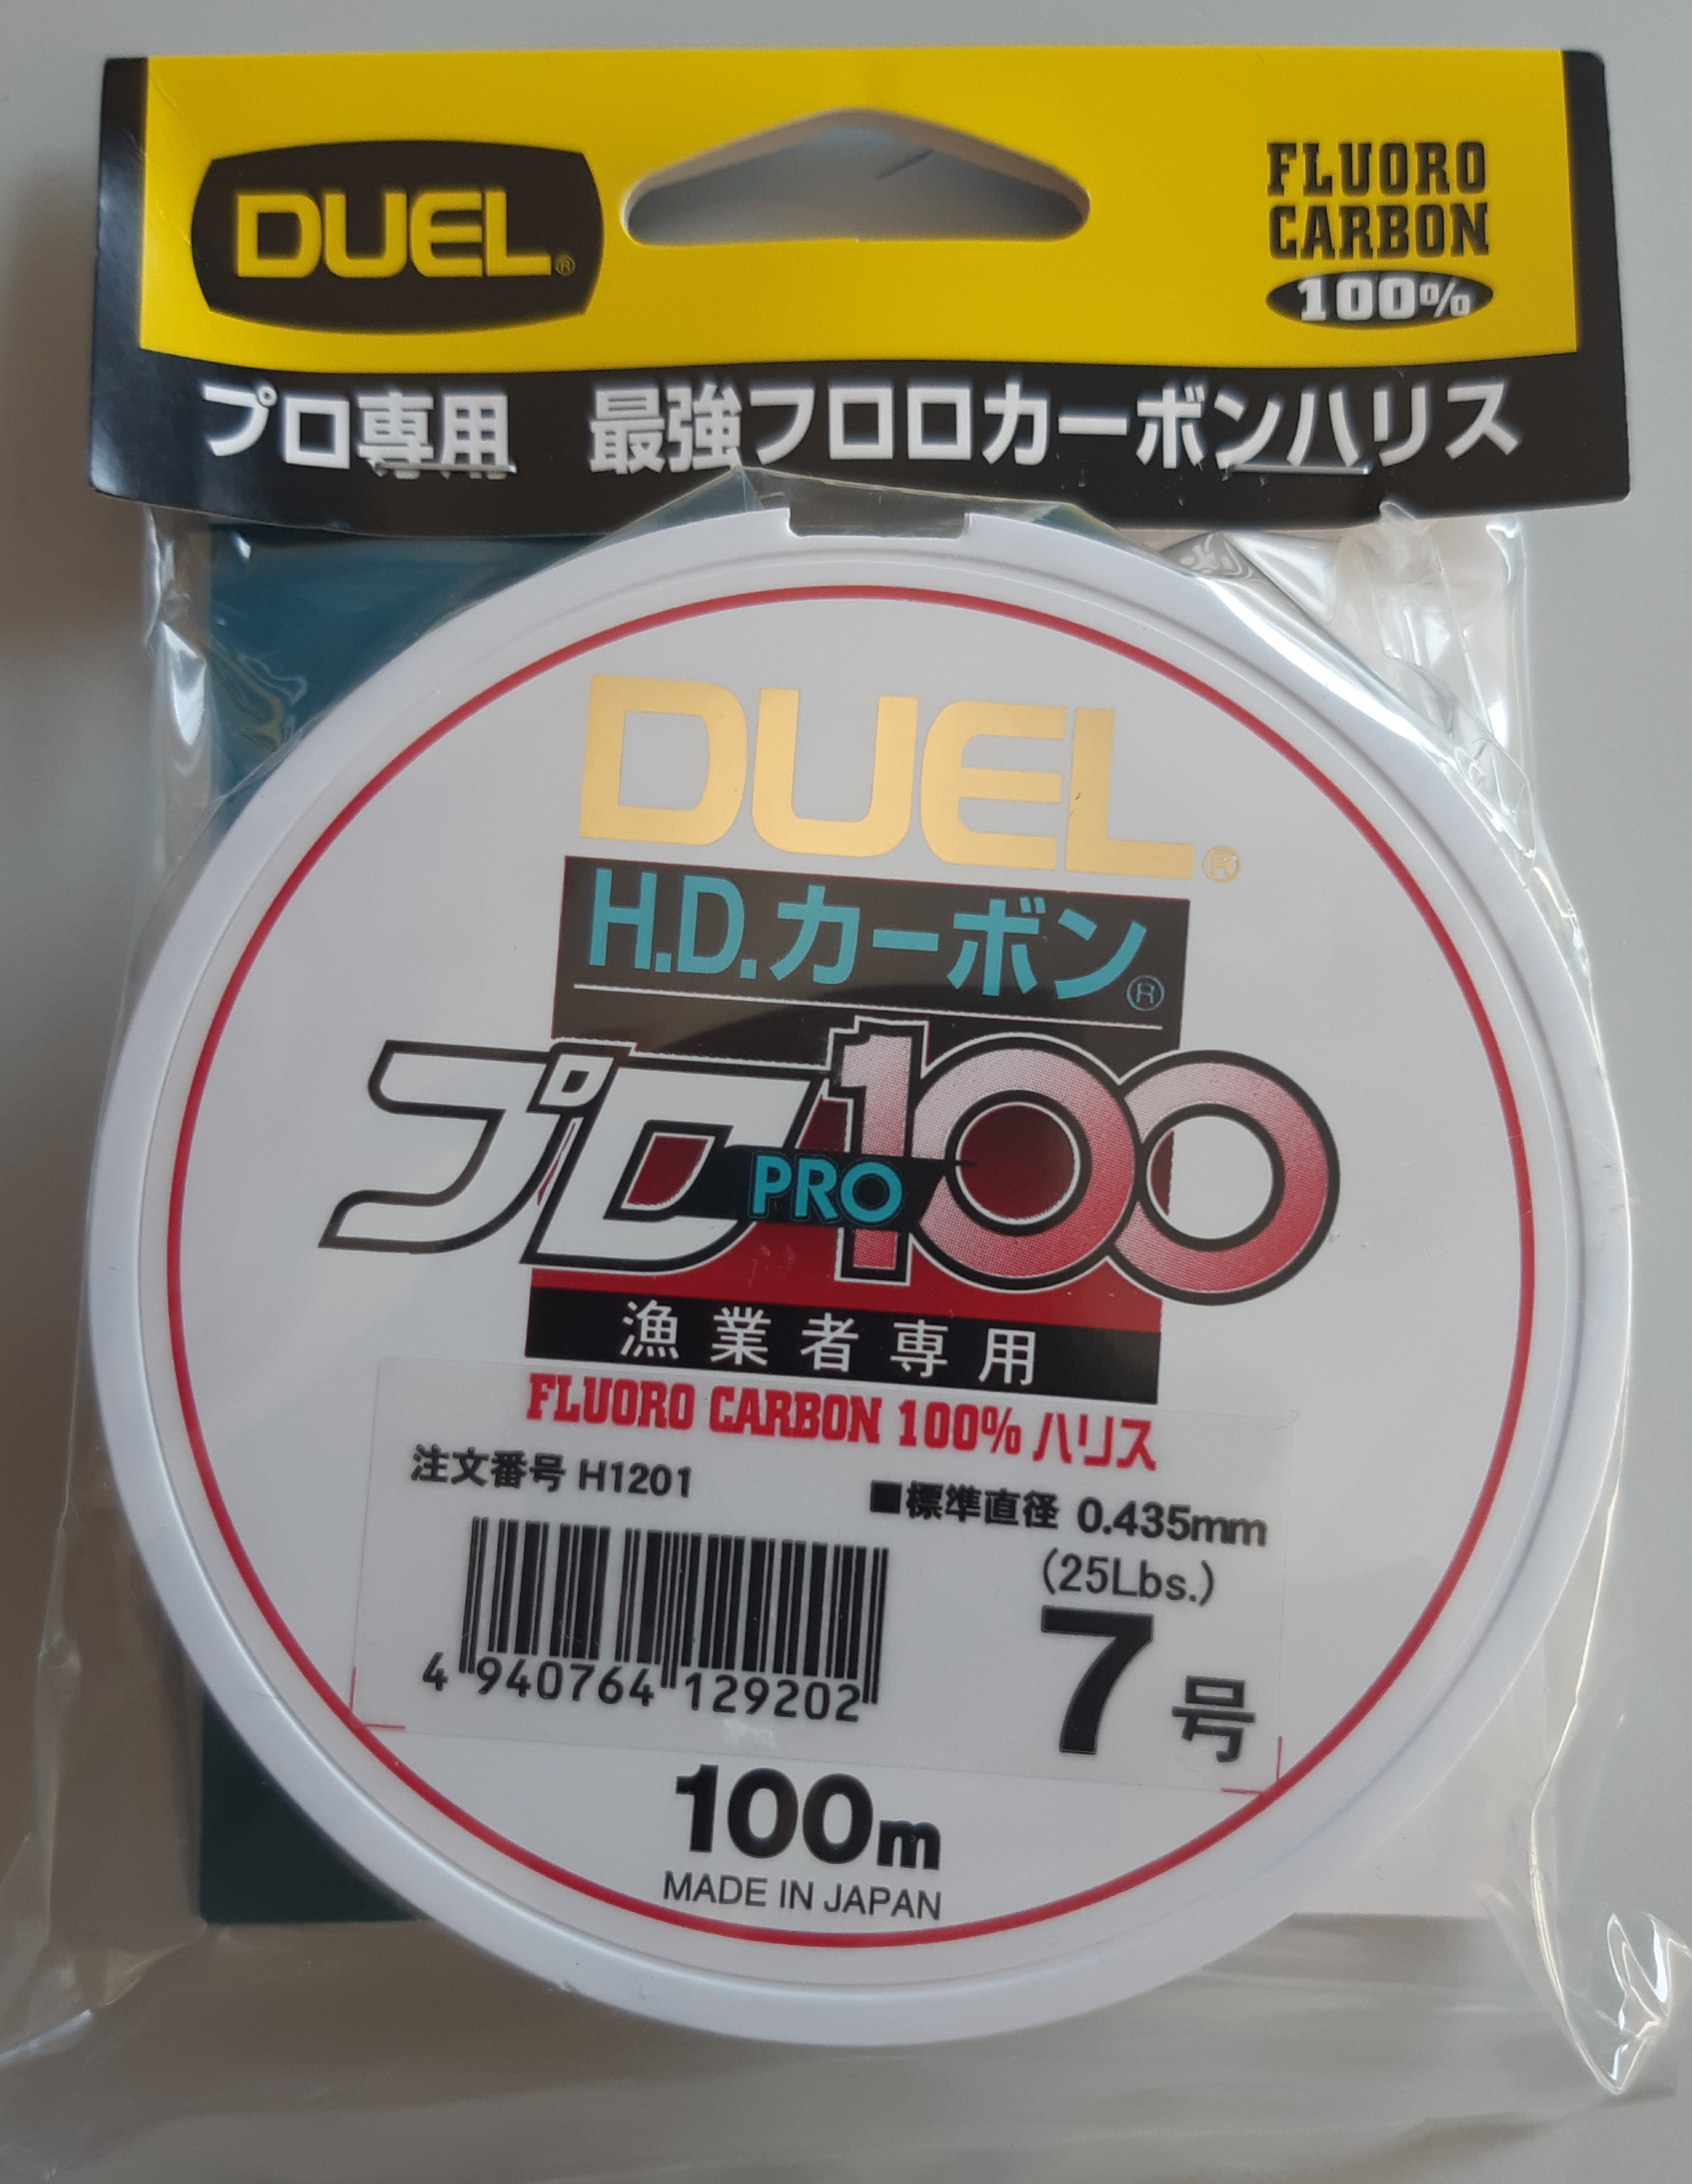 DUEL®
FLUORO
CARBON
100%
プロ専用 最強フロロカーボンハリス
DUEL®
H.D.カーボン®
プロ100
PRO
漁業者専用
FLUORO CARBON 100% ハリス
注文番号 H1201
■標準直径 0.435mm
(25Lbs.)
7号
4 940764 129202
100m
MADE IN JAPAN